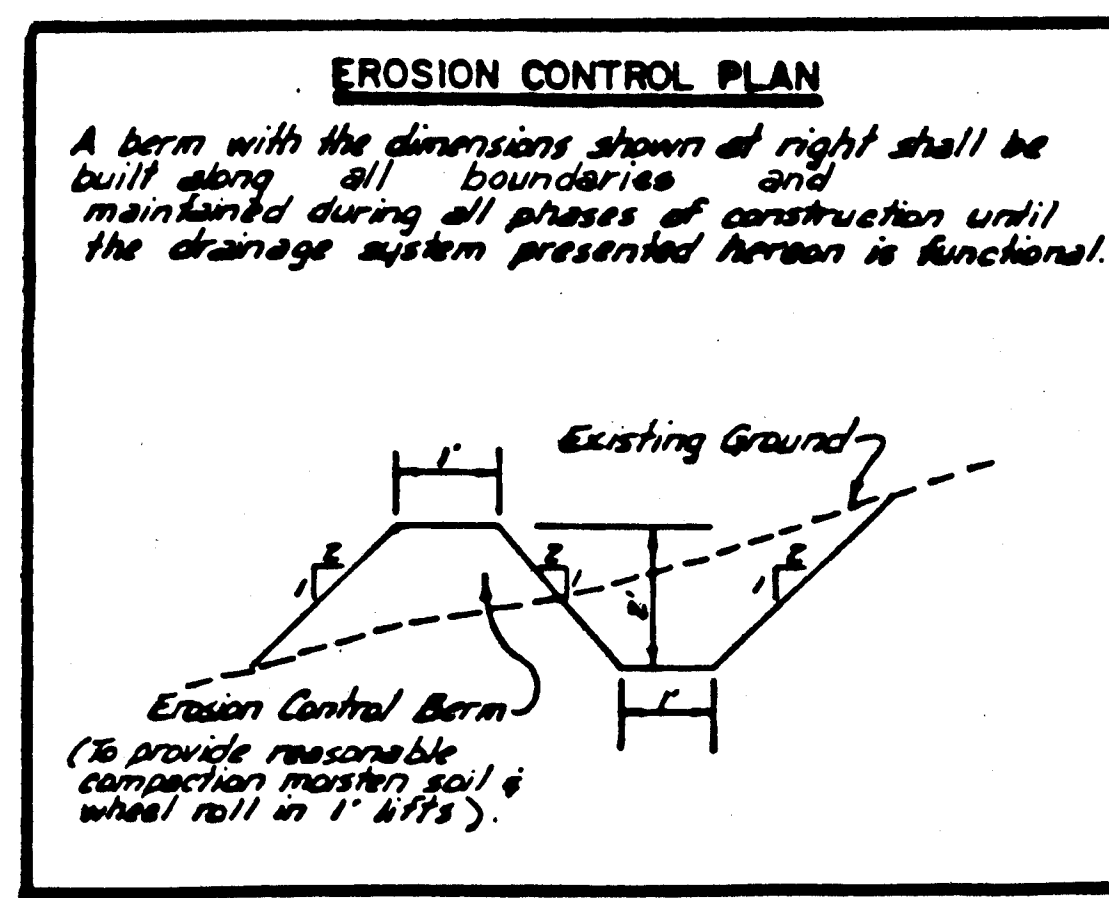 EROSION CONTROL PLAN
A berm with the dimensions shown at right shall be
built along all boundaries and
maintained during all phases of construction until
the drainage system presented hereon is functional.
Existing Ground
1'
2
1
2
1
2'
2
1
1'
Erosion Control Berm
(To provide reasonable
compaction moisten soil &
wheel roll in 1' lifts).